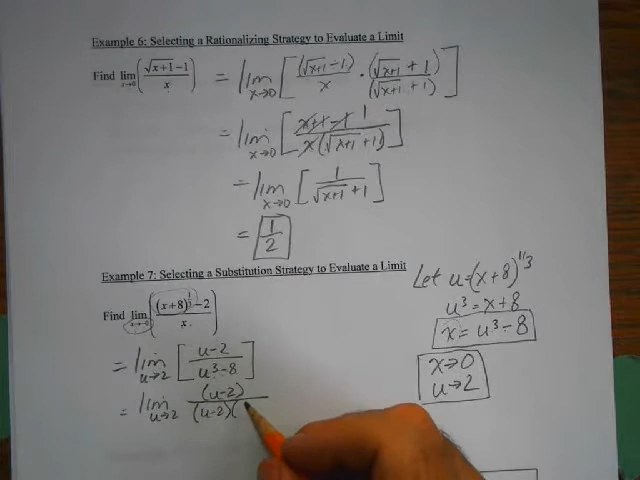 Example 6: Selecting a Rationalizing Strategy to Evaluate a Limit
Find lim x→0 (√(x+1) − 1 / x) = lim x→0 [ (√(x+1) − 1) / x · (√(x+1) + 1) / (√(x+1) + 1) ]
= lim x→0 [ x+1−1 1 / x(√(x+1) + 1) ]
= lim x→0 [ 1 / √(x+1) + 1 ]
= 1/2
Example 7: Selecting a Substitution Strategy to Evaluate a Limit
Let u=(x+8)^1/3
Find lim x→0 ((x+8)^1/3 − 2 / x)
u³ = x+8
x = u³−8
= lim u→2 [ u−2 / u³−8 ]
x→0
u→2
= lim u→2 (u−2) / (u−2)(